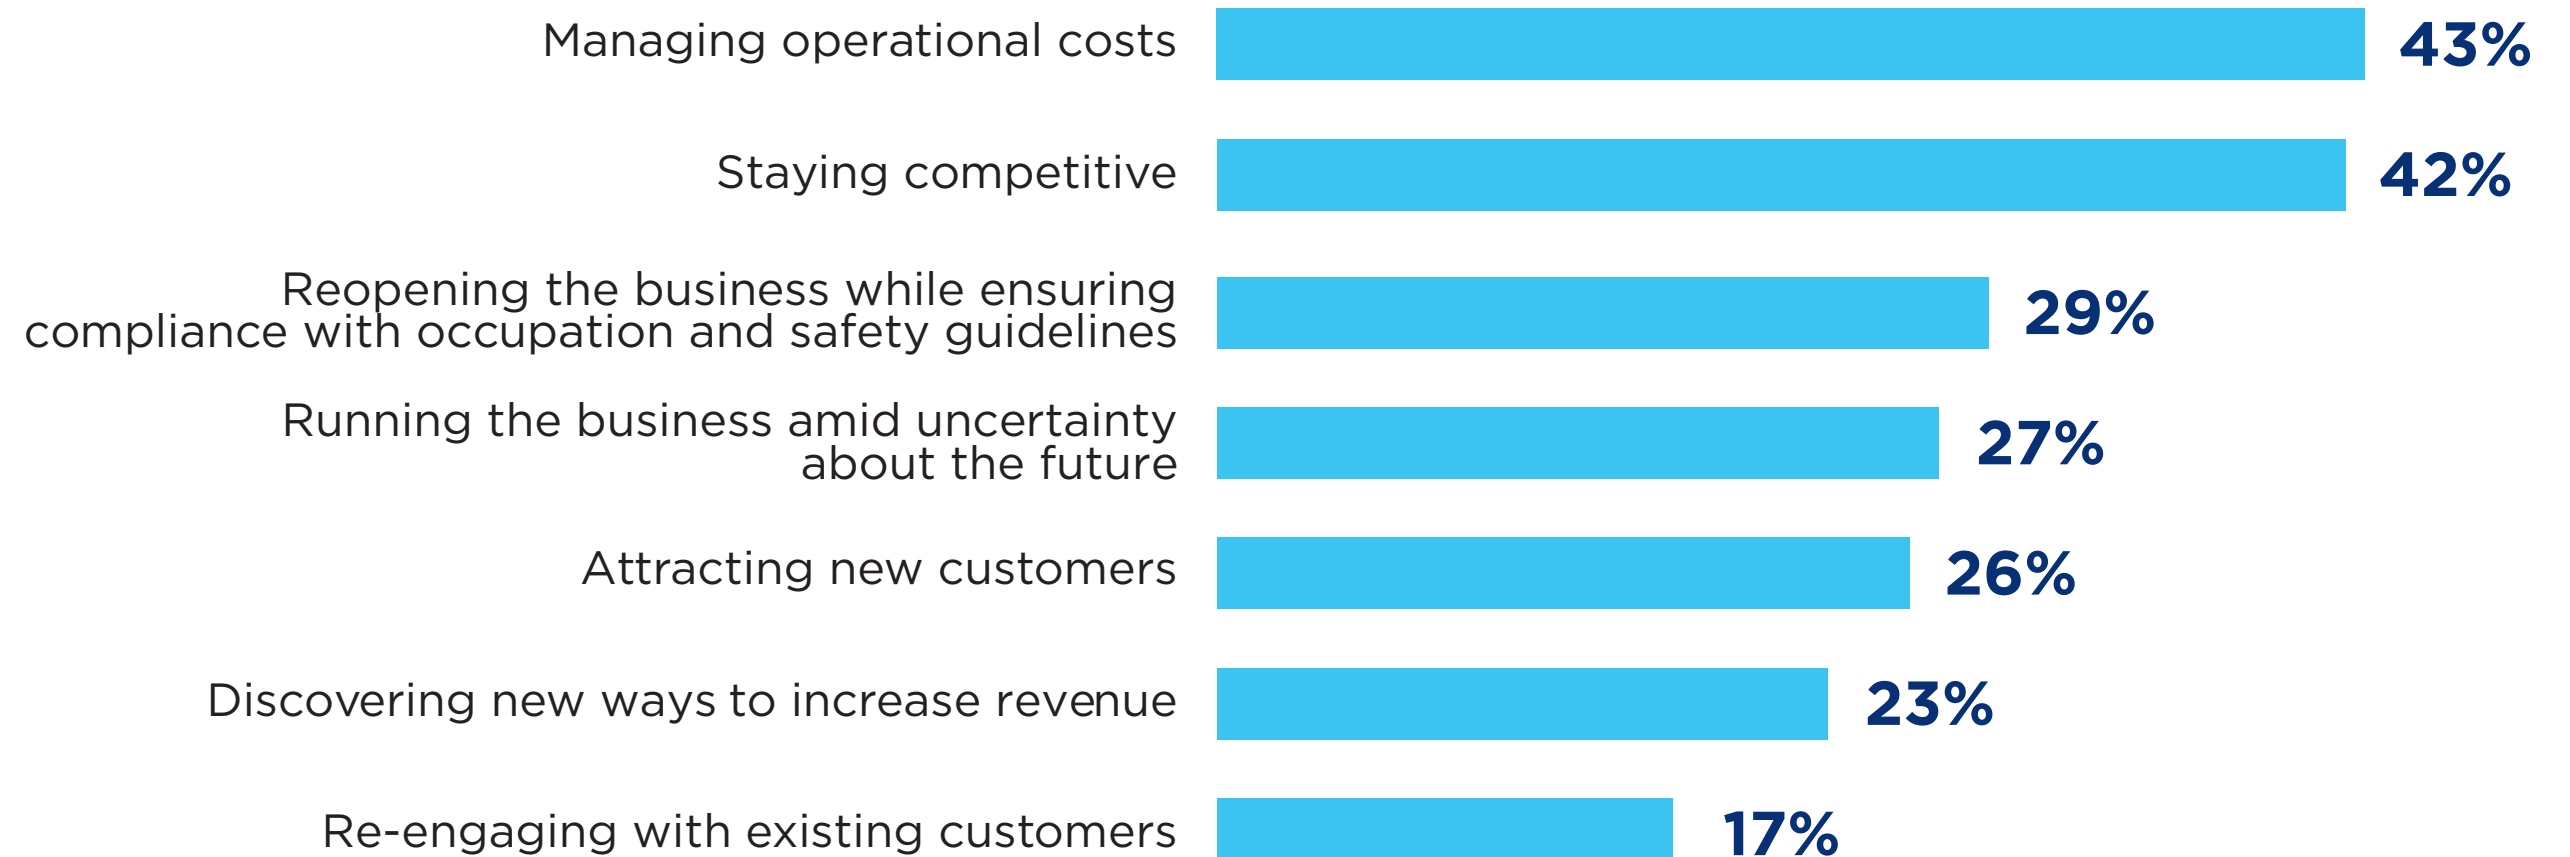 Managing operational costs 43%
Staying competitive 42%
Reopening the business while ensuring
compliance with occupation and safety guidelines 29%
Running the business amid uncertainty
about the future 27%
Attracting new customers 26%
Discovering new ways to increase revenue 23%
Re-engaging with existing customers 17%